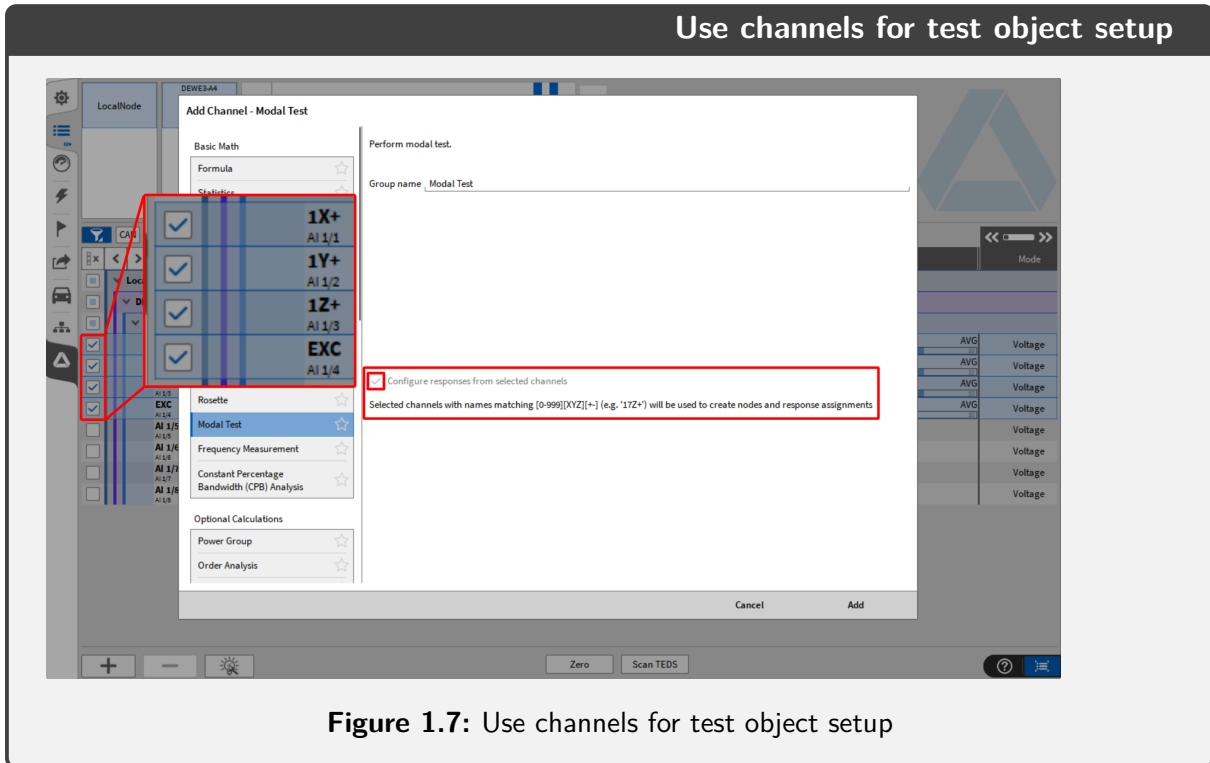 Use channels for test object setup
DEWE3-A4
LocalNode
Add Channel - Modal Test
Basic Math
Formula
Statistics
Perform modal test.
Group name Modal Test
1X+
AI 1/1
1Y+
AI 1/2
1Z+
AI 1/3
EXC
AI 1/4
CAN
Loca
Mode
AVG
Voltage
AVG
Voltage
AVG
Voltage
AVG
Voltage
Configure responses from selected channels
Selected channels with names matching [0-999][XYZ][+-] (e.g. '17Z+') will be used to create nodes and response assignments
AI 1/3
EXC
AI 1/4
AI 1/5
AI 1/5
Voltage
AI 1/6
AI 1/6
Voltage
AI 1/7
AI 1/7
Voltage
AI 1/8
AI 1/8
Voltage
Rosette
Modal Test
Frequency Measurement
Constant Percentage
Bandwidth (CPB) Analysis
Optional Calculations
Power Group
Order Analysis
Cancel Add
Zero Scan TEDS
Figure 1.7: Use channels for test object setup